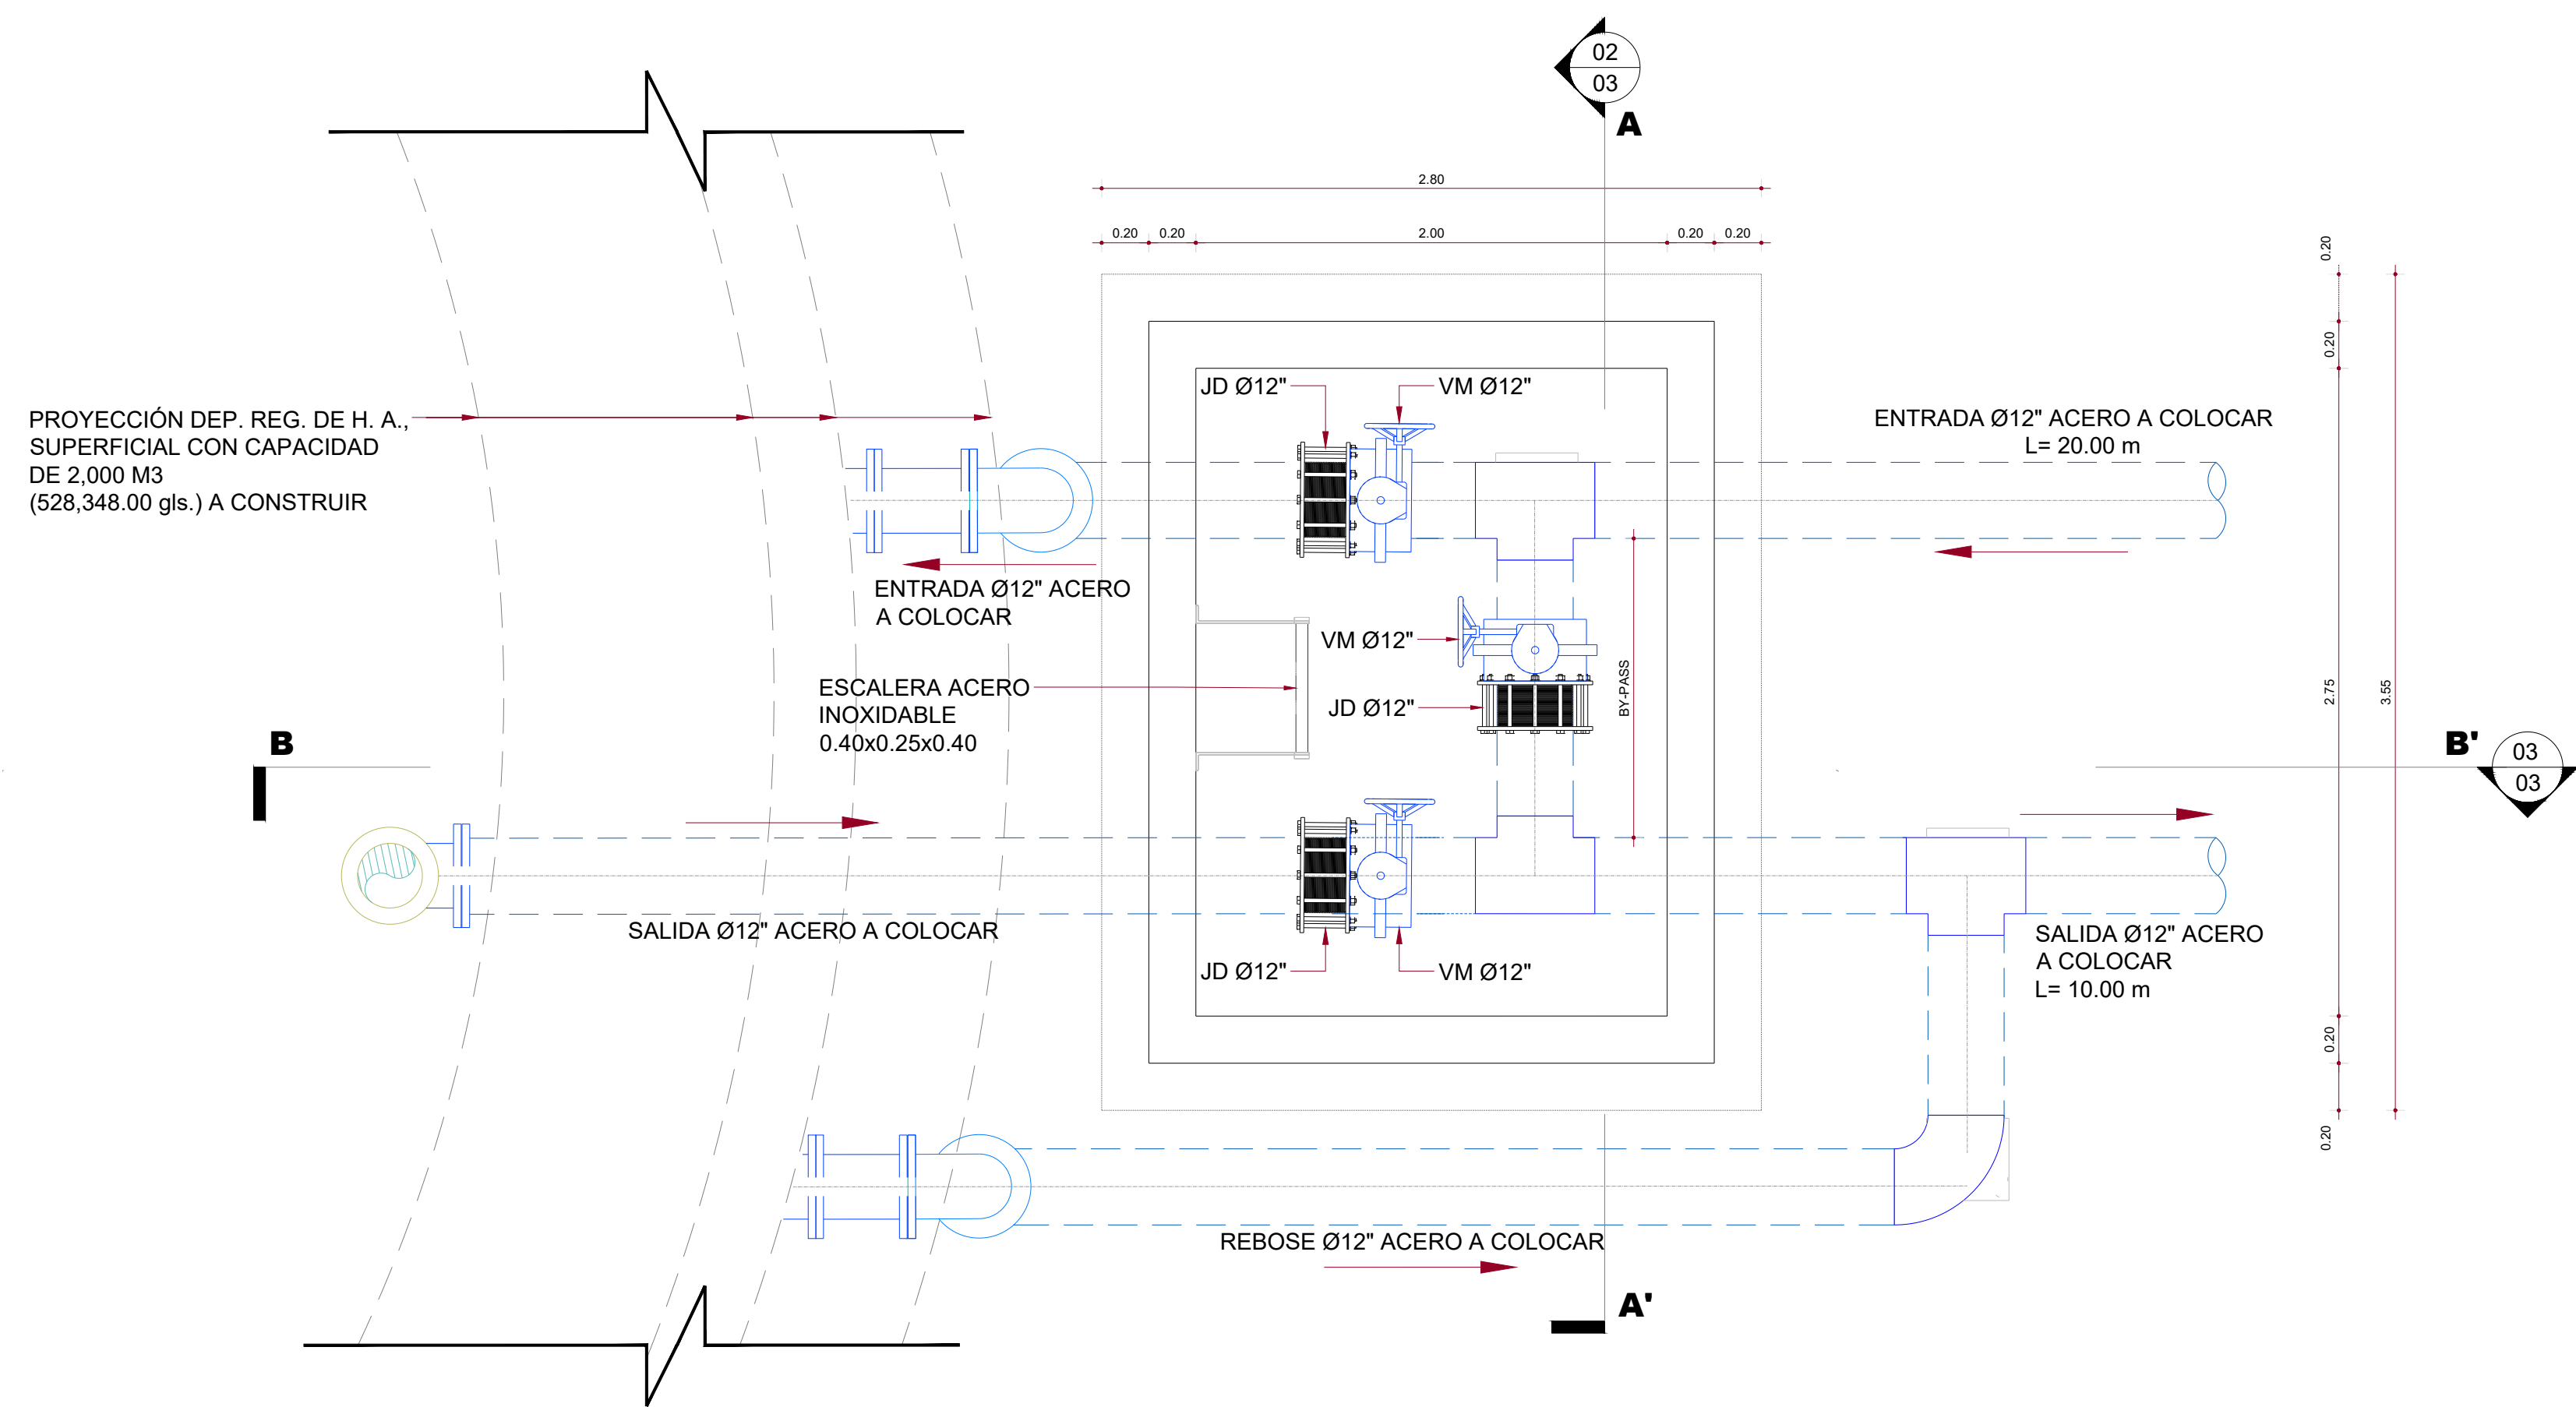 02
03
A
2.80
0.20
0.20
2.00
0.20
0.20
0.20
0.20
2.75
3.55
0.20
0.20
JD Ø12"
VM Ø12"
PROYECCIÓN DEP. REG. DE H. A.,
SUPERFICIAL CON CAPACIDAD
DE 2,000 M3
(528,348.00 gls.) A CONSTRUIR
ENTRADA Ø12" ACERO A COLOCAR
L= 20.00 m
ENTRADA Ø12" ACERO
A COLOCAR
VM Ø12"
JD Ø12"
BY-PASS
ESCALERA ACERO
INOXIDABLE
0.40x0.25x0.40
B
B'
03
03
SALIDA Ø12" ACERO A COLOCAR
JD Ø12"
VM Ø12"
SALIDA Ø12" ACERO
A COLOCAR
L= 10.00 m
REBOSE Ø12" ACERO A COLOCAR
A'